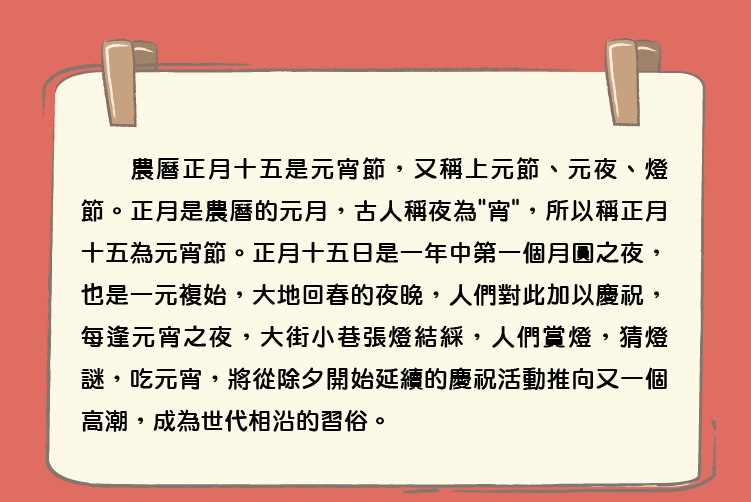 農曆正月十五是元宵節，又稱上元節、元夜、燈
節。正月是農曆的元月，古人稱夜為"宵"，所以稱正月
十五為元宵節。正月十五日是一年中第一個月圓之夜，
也是一元複始，大地回春的夜晚，人們對此加以慶祝，
每逢元宵之夜，大街小巷張燈結綵，人們賞燈，猜燈
謎，吃元宵，將從除夕開始延續的慶祝活動推向又一個
高潮，成為世代相沿的習俗。